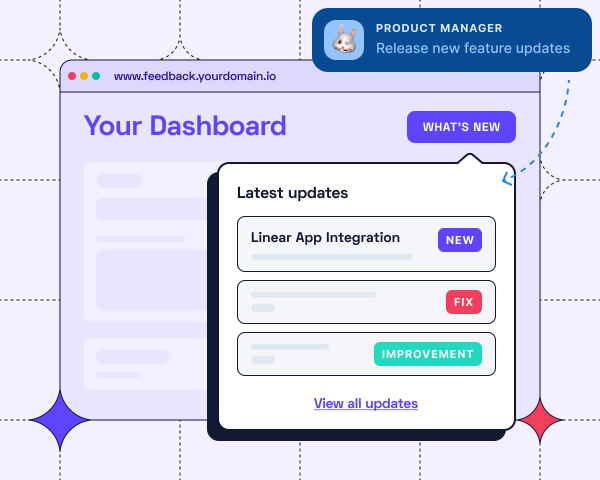 PRODUCT MANAGER
Release new feature updates
www.feedback.yourdomain.io
Your Dashboard
WHAT'S NEW
Latest updates
Linear App Integration
NEW
FIX
IMPROVEMENT
View all updates